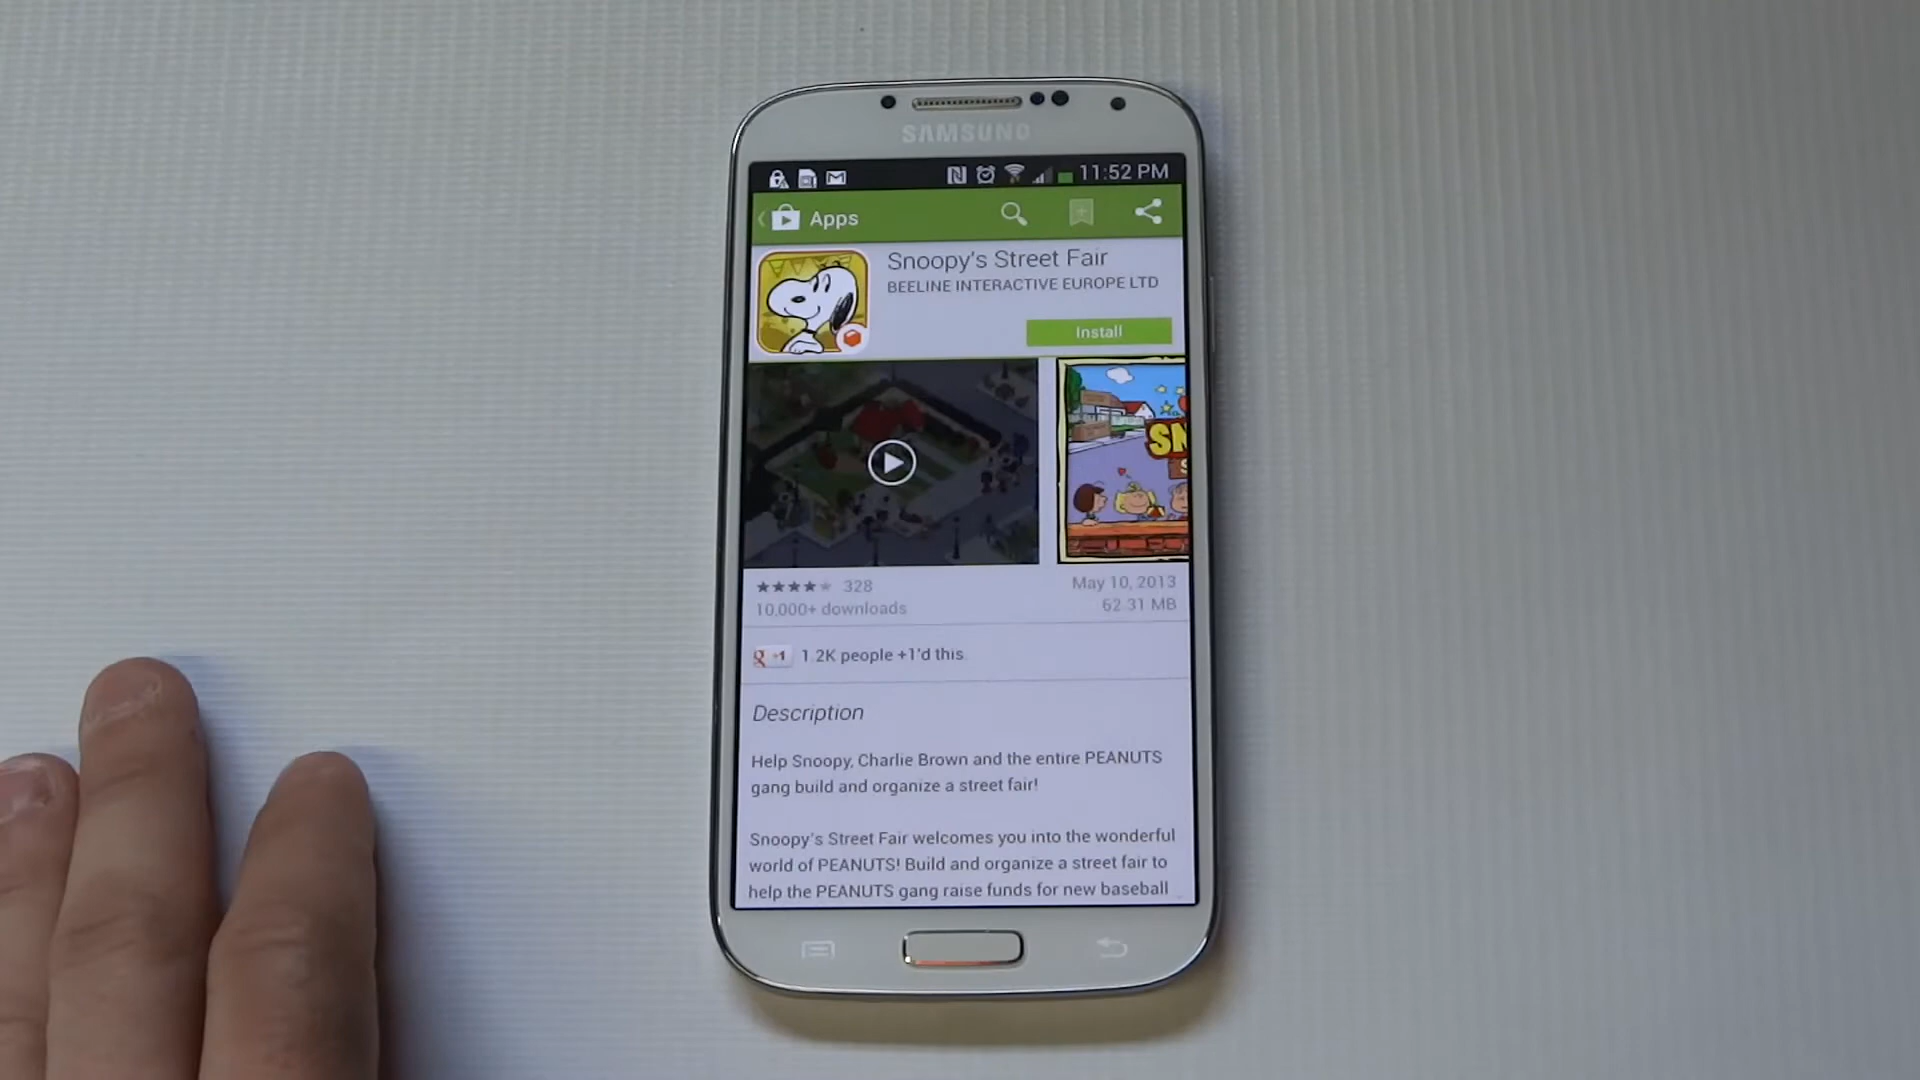 SAMSUNG
11:52 PM
Apps
Snoopy's Street Fair
BEELINE INTERACTIVE EUROPE LTD
Install
SN
S
328
May 10, 2013
10,000+ downloads
62.31 MB
g +1 1.2K people +1'd this.
Description
Help Snoopy, Charlie Brown and the entire PEANUTS
gang build and organize a street fair!
Snoopy's Street Fair welcomes you into the wonderful
world of PEANUTS! Build and organize a street fair to
help the PEANUTS gang raise funds for new baseball